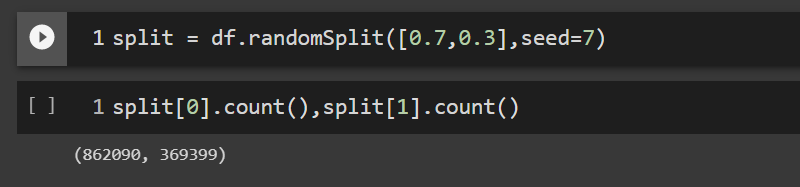 1 split = df.randomSplit([0.7,0.3],seed=7)
[ ] 1 split[0].count(),split[1].count()
(862090, 369399)